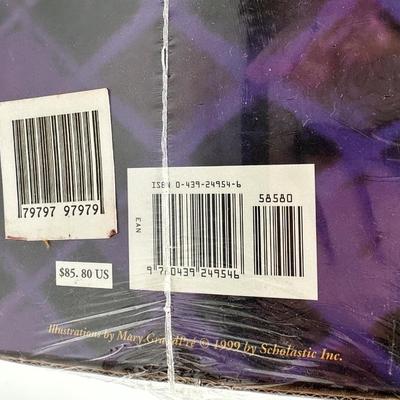 79797 97979
ISBN 0-439-24954-6
58580
EAN
9 780439 249546
$85. 80 US
Illustrations by Mary GrandPré © 1999 by Scholastic Inc.